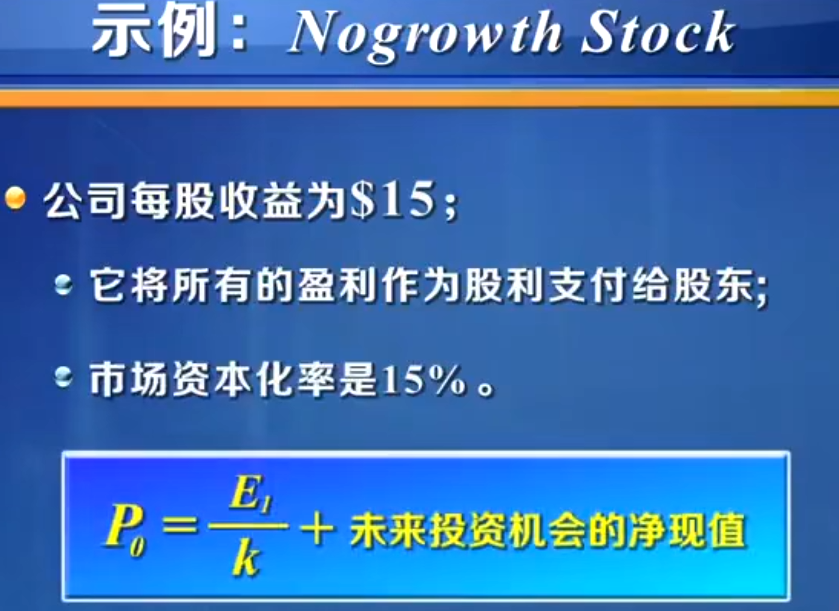 示例：Nogrowth Stock
公司每股收益为$15；
它将所有的盈利作为股利支付给股东;
市场资本化率是15%。
P₀ = E₁/k + 未来投资机会的净现值